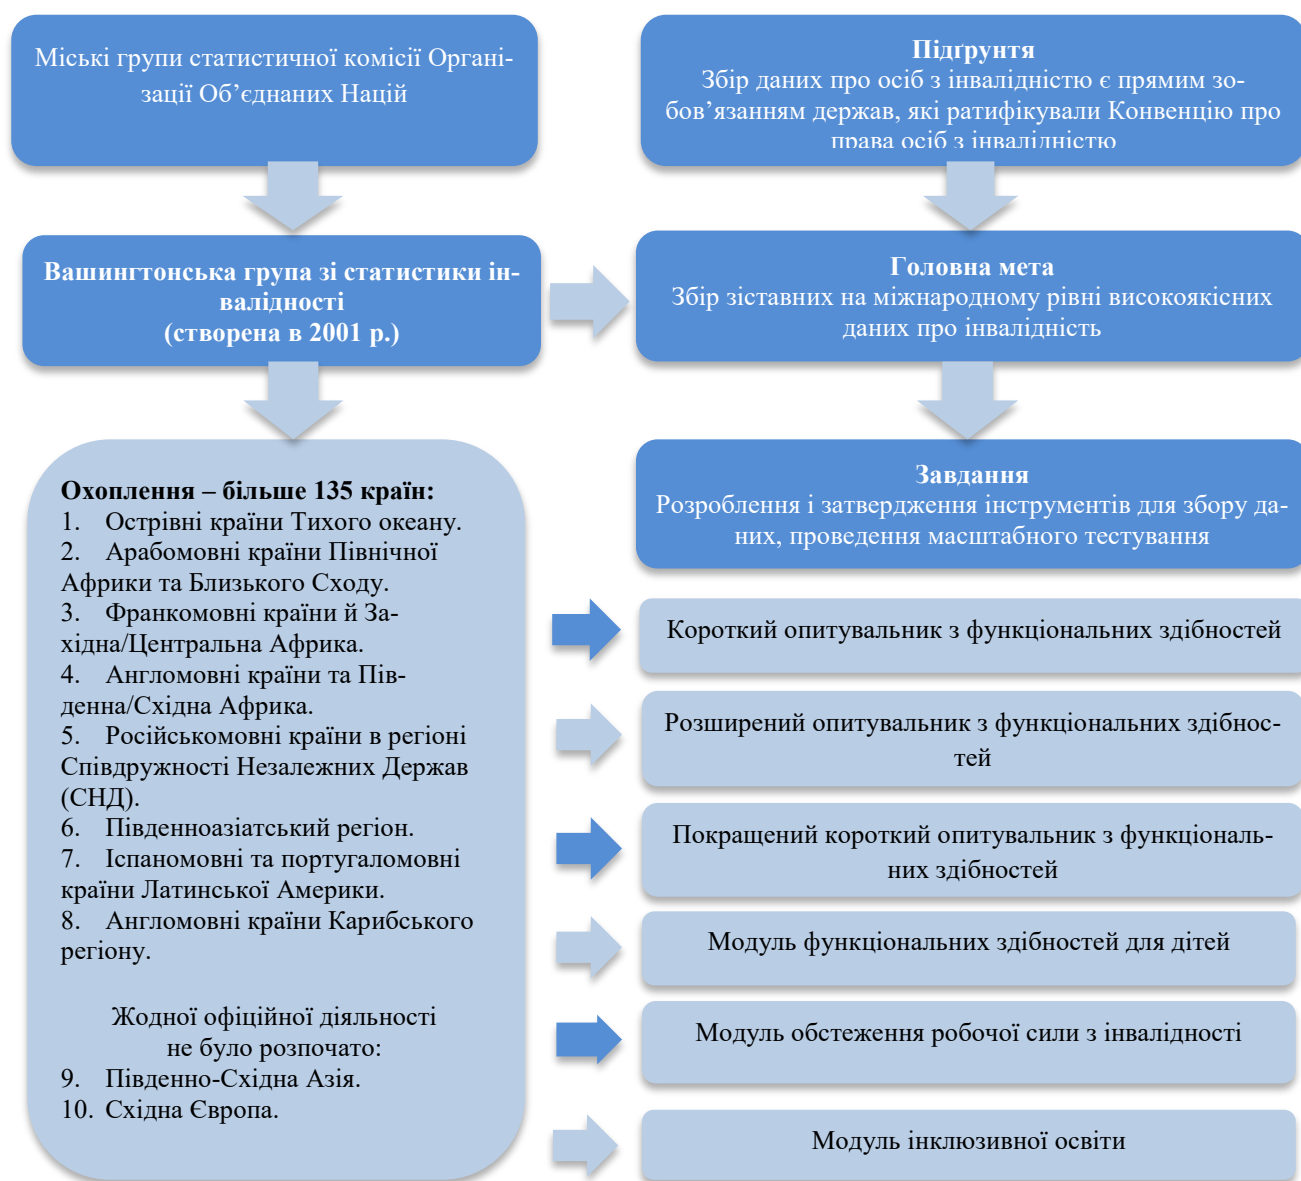 Міські групи статистичної комісії Органі-
зації Об’єднаних Націй
Підґрунтя
Збір даних про осіб з інвалідністю є прямим зо-
бов’язанням держав, які ратифікували Конвенцію про
права осіб з інвалідністю
Вашингтонська група зі статистики ін-
валідності
(створена в 2001 р.)
Головна мета
Збір зіставних на міжнародному рівні високоякісних
даних про інвалідність
Охоплення – більше 135 країн:
1. Острівні країни Тихого океану.
2. Арабомовні країни Північної
Африки та Близького Сходу.
3. Франкомовні країни й За-
хідна/Центральна Африка.
4. Англомовні країни та Пів-
денна/Східна Африка.
5. Російськомовні країни в регіоні
Співдружності Незалежних Держав
(СНД).
6. Південноазіатський регіон.
7. Іспаномовні та португаломовні
країни Латинської Америки.
8. Англомовні країни Карибського
регіону.
Жодної офіційної діяльності
не було розпочато:
9. Південно-Східна Азія.
10. Східна Європа.
Завдання
Розроблення і затвердження інструментів для збору да-
них, проведення масштабного тестування
Короткий опитувальник з функціональних здібностей
Розширений опитувальник з функціональних здібнос-
тей
Покращений короткий опитувальник з функціональ-
них здібностей
Модуль функціональних здібностей для дітей
Модуль обстеження робочої сили з інвалідності
Модуль інклюзивної освіти